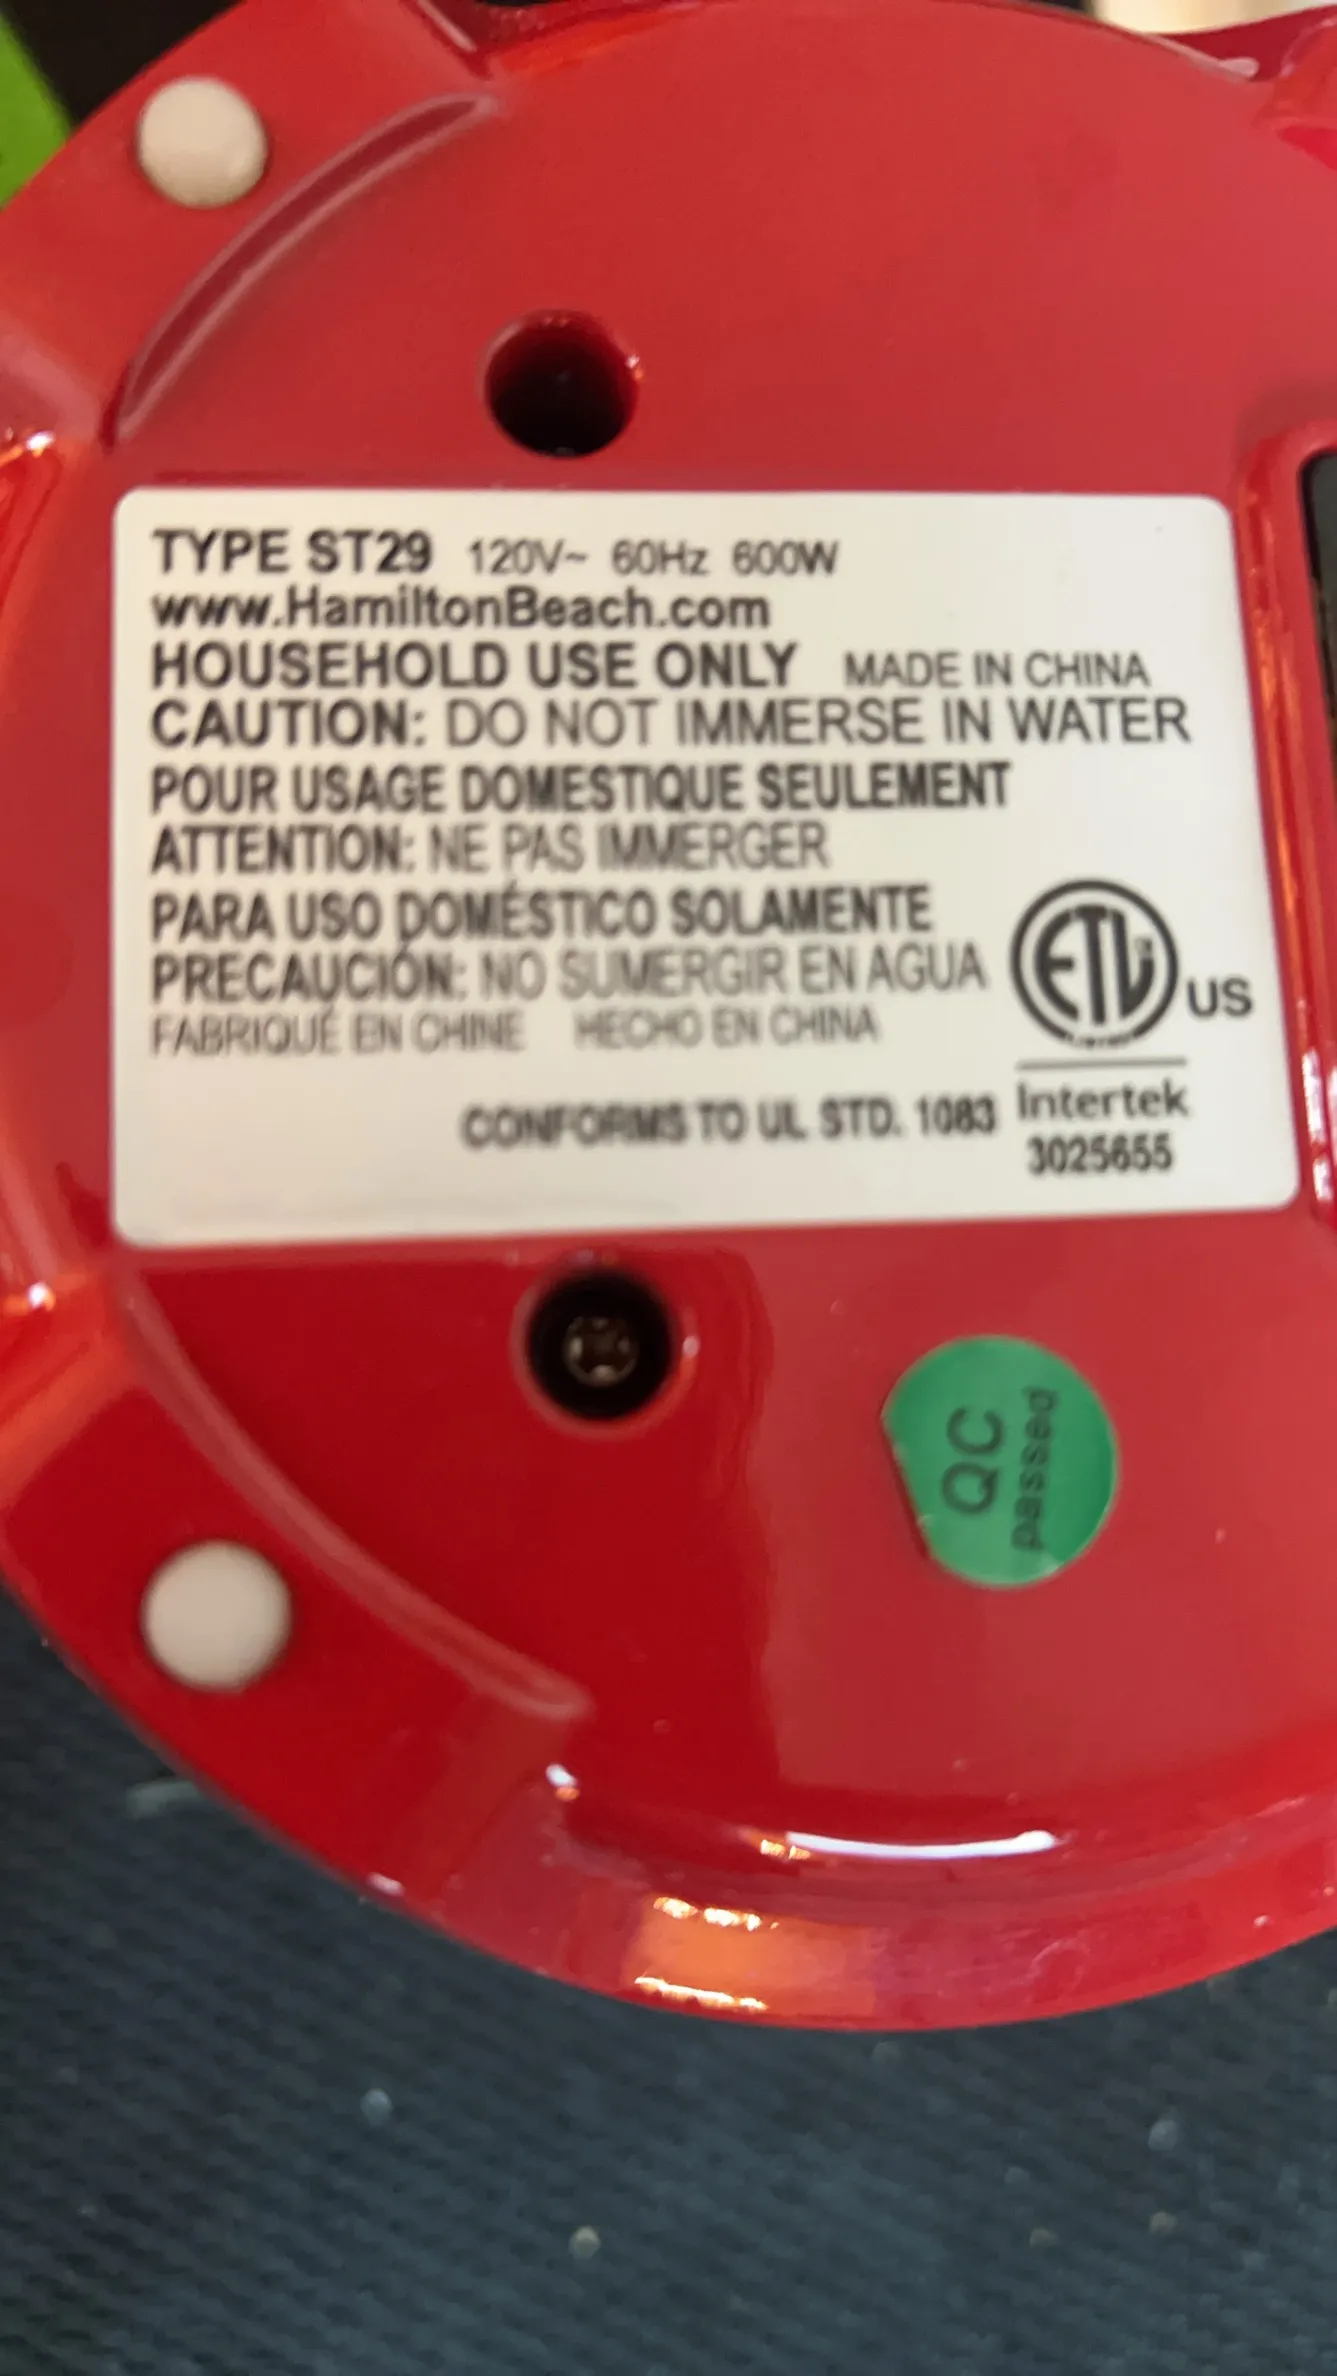 TYPE ST29 120V~ 60Hz 600W
www.HamiltonBeach.com
HOUSEHOLD USE ONLY MADE IN CHINA
CAUTION: DO NOT IMMERSE IN WATER
POUR USAGE DOMESTIQUE SEULEMENT
ATTENTION: NE PAS IMMERGER
PARA USO DOMÉSTICO SOLAMENTE
PRECAUCIÓN: NO SUMERGIR EN AGUA
FABRIQUÉ EN CHINE HECHO EN CHINA
ETL US
CONFORMS TO UL STD. 1083
Intertek
3025655
QC
passed